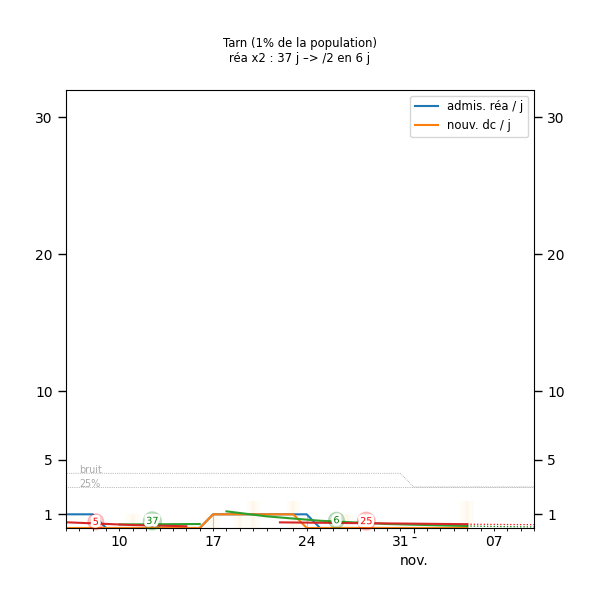 Tarn (1% de la population)
réa x2 : 37 j –> /2 en 6 j
admis. réa / j
nouv. dc / j
30 30
20 20
10 10
5 5
bruit
25%
1 1
5 37 6 25
10 17 24 31 07
nov.